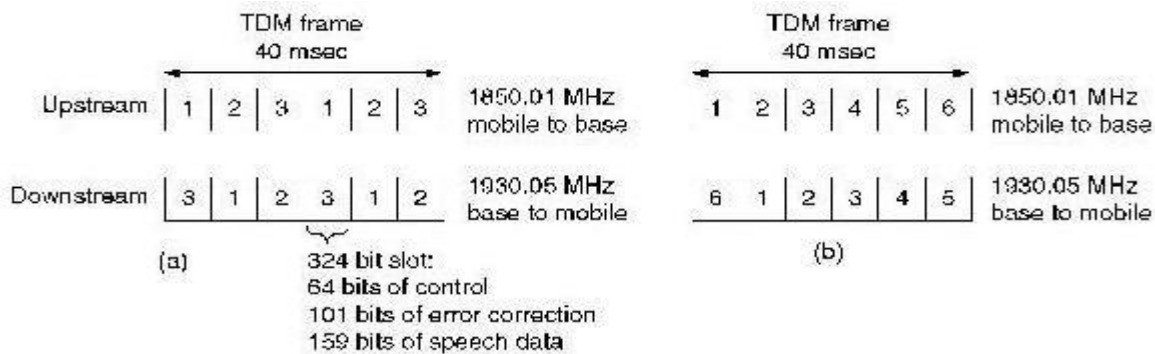 TDM frame
40 msec
Upstream 1 2 3 1 2 3 1850.01 MHz
mobile to base
Downstream 3 1 2 3 1 2 1930.05 MHz
base to mobile
(a)
324 bit slot:
64 bits of control
101 bits of error correction
159 bits of speech data
TDM frame
40 msec
1 2 3 4 5 6 1850.01 MHz
mobile to base
6 1 2 3 4 5 1930.05 MHz
base to mobile
(b)